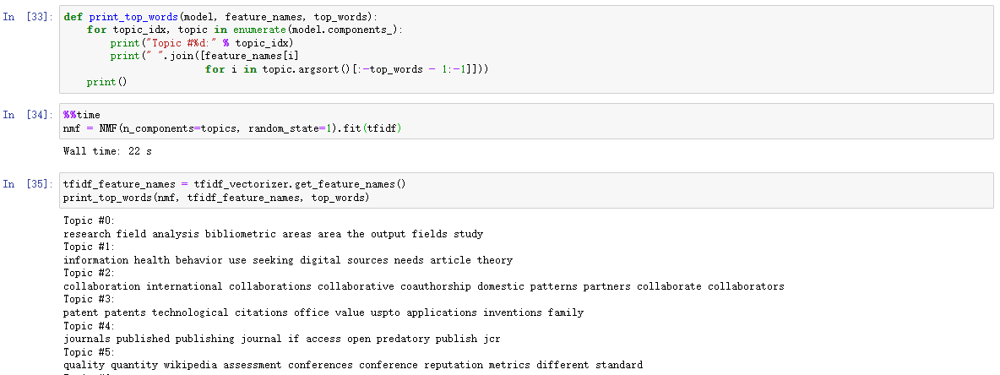 In [33]: def print_top_words(model, feature_names, top_words):
for topic_idx, topic in enumerate(model.components_):
print("Topic #%d:" % topic_idx)
print(" ".join([feature_names[i]
for i in topic.argsort()[:-top_words - 1:-1]]))
print()
In [34]: %%time
nmf = NMF(n_components=topics, random_state=1).fit(tfidf)
Wall time: 22 s
In [35]: tfidf_feature_names = tfidf_vectorizer.get_feature_names()
print_top_words(nmf, tfidf_feature_names, top_words)
Topic #0:
research field analysis bibliometric areas area the output fields study
Topic #1:
information health behavior use seeking digital sources needs article theory
Topic #2:
collaboration international collaborations collaborative coauthorship domestic patterns partners collaborate collaborators
Topic #3:
patent patents technological citations office value uspto applications inventions family
Topic #4:
journals published publishing journal if access open predatory publish jcr
Topic #5:
quality quantity wikipedia assessment conferences conference reputation metrics different standard